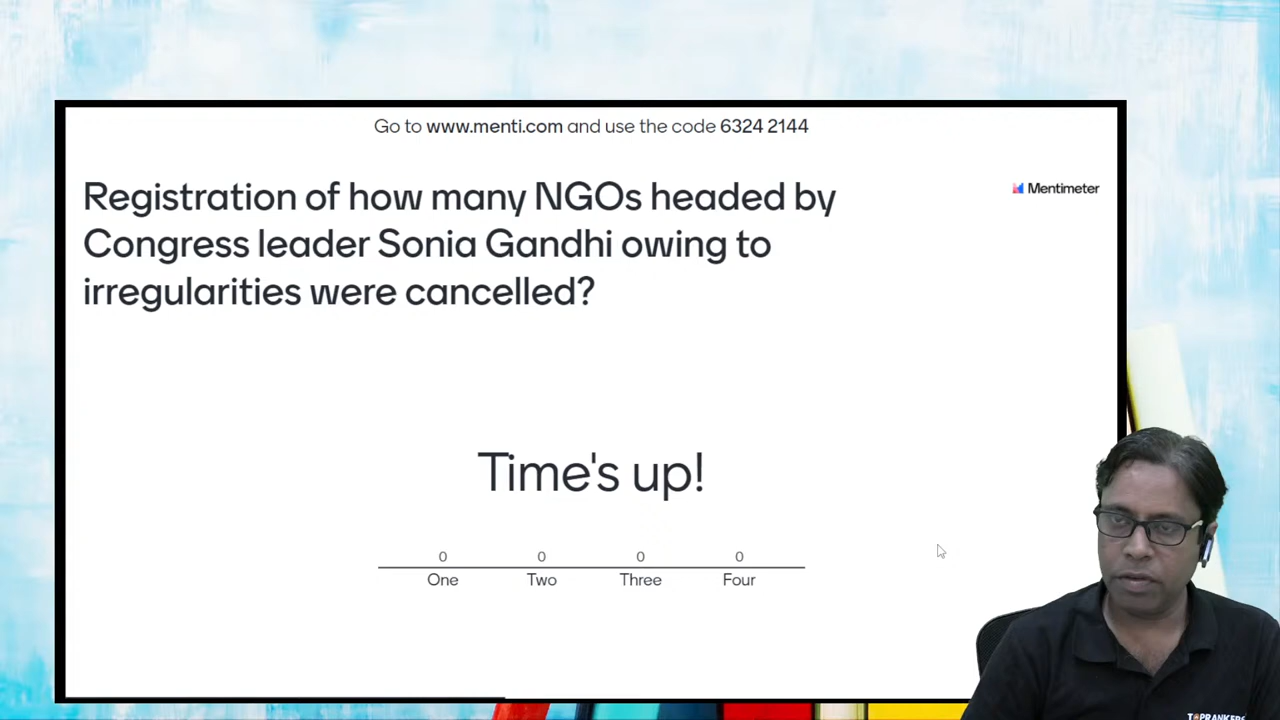 Go to www.menti.com and use the code 6324 2144
Mentimeter
Registration of how many NGOs headed by
Congress leader Sonia Gandhi owing to
irregularities were cancelled?
Time's up!
0 0 0 0
One Two Three Four
TOPRANKERS